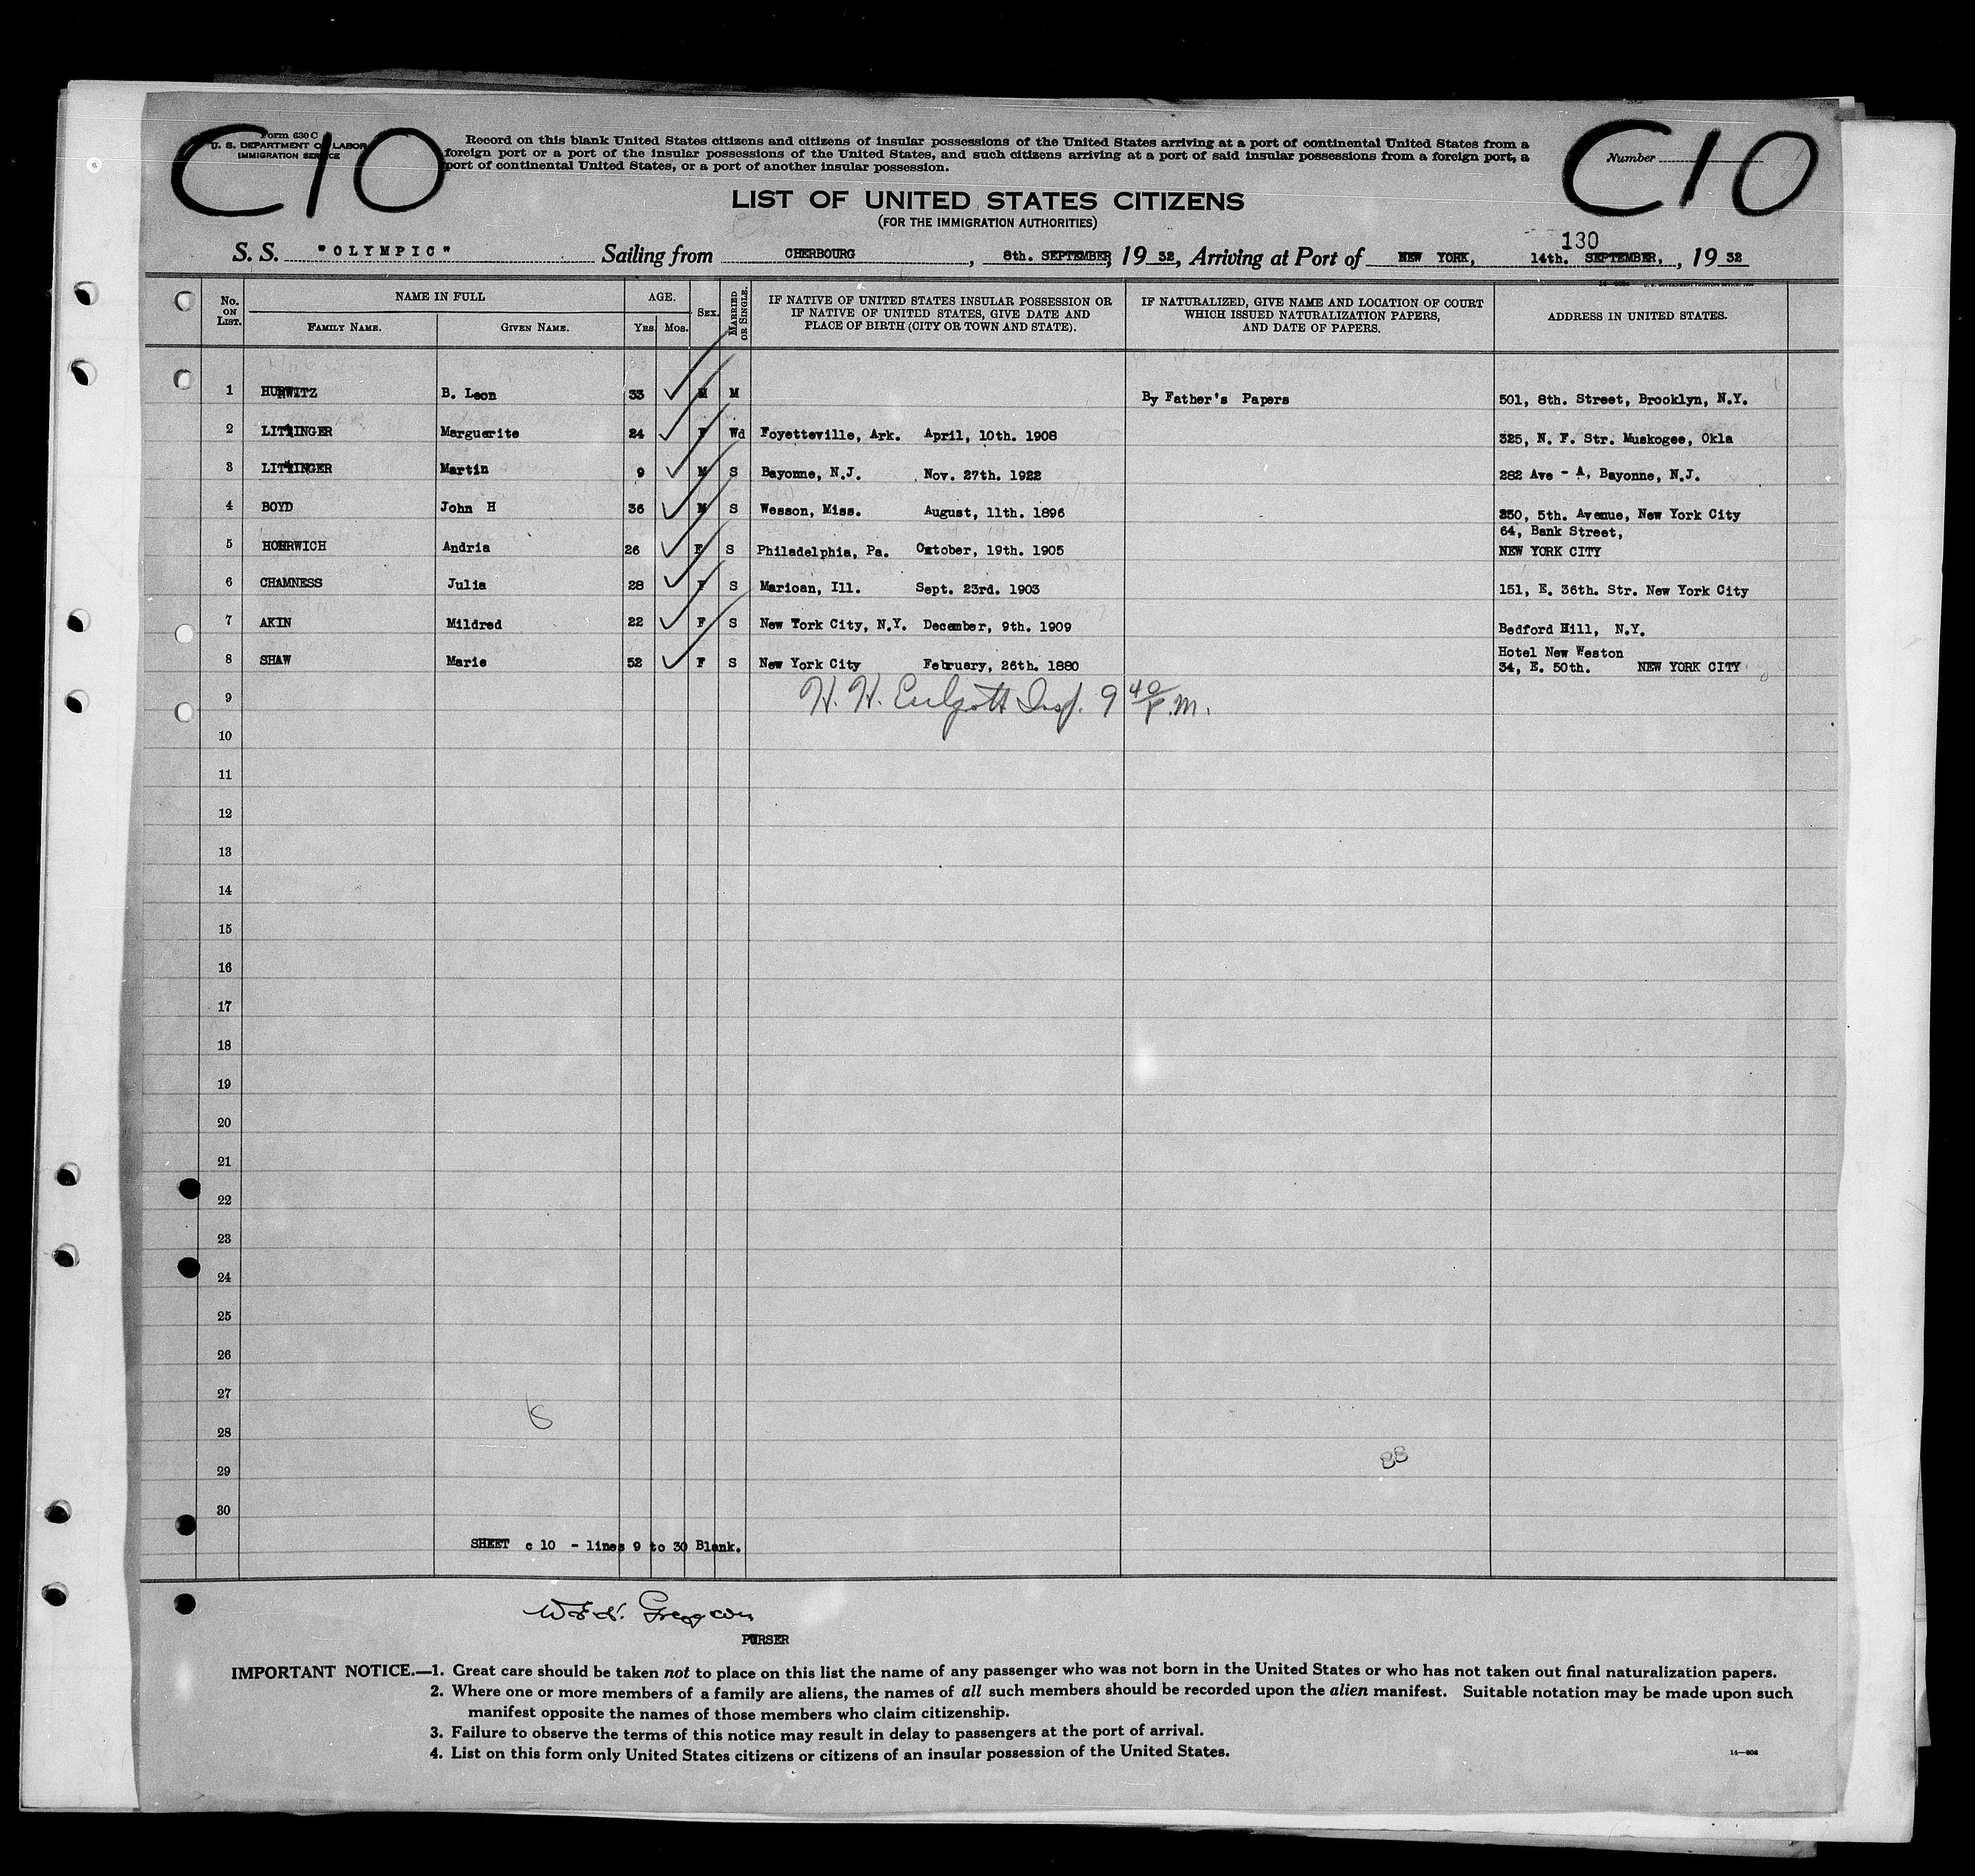 C10
C10
Form 630 C
U. S. DEPARTMENT OF LABOR
IMMIGRATION SERVICE
Record on this blank United States citizens and citizens of insular possessions of the United States arriving at a port of continental United States from a
foreign port or a port of the insular possessions of the United States, and such citizens arriving at a port of said insular possessions from a foreign port, a
port of continental United States, or a port of another insular possession.
Number
LIST OF UNITED STATES CITIZENS
(FOR THE IMMIGRATION AUTHORITIES)
130
S. S. "OLYMPIC" Sailing from CHERBOURG, 8th. SEPTEMBER, 19 32, Arriving at Port of NEW YORK, 14th. SEPTEMBER, , 19 32
No. ON LIST. NAME IN FULL AGE. SEX. MARRIED OR SINGLE. IF NATIVE OF UNITED STATES INSULAR POSSESSION OR IF NATIVE OF UNITED STATES, GIVE DATE AND PLACE OF BIRTH (CITY OR TOWN AND STATE). IF NATURALIZED, GIVE NAME AND LOCATION OF COURT WHICH ISSUED NATURALIZATION PAPERS, AND DATE OF PAPERS. ADDRESS IN UNITED STATES.
FAMILY NAME. GIVEN NAME. Yrs. Mos.
1 HURWITZ B. Leon 33 M M By Father's Papers 501, 8th. Street, Brooklyn, N.Y.
2 LITZINGER Marguerite 24 F Wd Foyetteville, Ark. April, 10th. 1908 325, N. F. Str. Muskogee, Okla
3 LITZINGER Martin 9 M S Bayonne, N.J. Nov. 27th. 1922 282 Ave - A, Bayonne, N.J.
4 BOYD John H 36 M S Wesson, Miss. August, 11th. 1896 350, 5th. Avenue, New York City
5 HOERWICH Andria 26 F S Philadelphia, Pa. October, 19th. 1905 64, Bank Street,
NEW YORK CITY
6 CHAMNESS Julia 28 F S Marioan, Ill. Sept. 23rd. 1903 151, E. 36th. Str. New York City
7 AKIN Mildred 22 F S New York City, N.Y. December, 9th. 1909 Bedford Hill, N.Y.
8 SHAW Marie 52 F S New York City February, 26th. 1880 Hotel New Weston
34, E. 50th. NEW YORK CITY
9 H. H. Insp. 9 40 P.M.
10
11
12
13
14
15
16
17
18
19
20
21
22
23
24
25
26
27
28
88
29
30
SHEET c 10 - lines 9 to 30 Blank.
PURSER
IMPORTANT NOTICE.—1. Great care should be taken not to place on this list the name of any passenger who was not born in the United States or who has not taken out final naturalization papers.
2. Where one or more members of a family are aliens, the names of all such members should be recorded upon the alien manifest. Suitable notation may be made upon such
manifest opposite the names of those members who claim citizenship.
3. Failure to observe the terms of this notice may result in delay to passengers at the port of arrival.
4. List on this form only United States citizens or citizens of an insular possession of the United States.